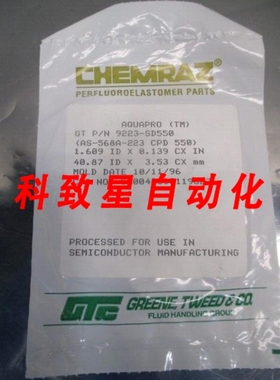 CHEMRAZ
PERFLUOROELASTOMER PARTS
AQUAPRO (TM)
GT P/N 9223-SD550
(AS-568A-223 CPD 550)
1.609 ID X 0.139 CX IN
40.87 ID X 3.53 CX mm
MOLD DATE 10/11/96
科致星自动化
PROCESSED FOR USE IN
SEMICONDUCTOR MANUFACTURING
GTC GREENE, TWEED & CO.
FLUID HANDLING GROUP